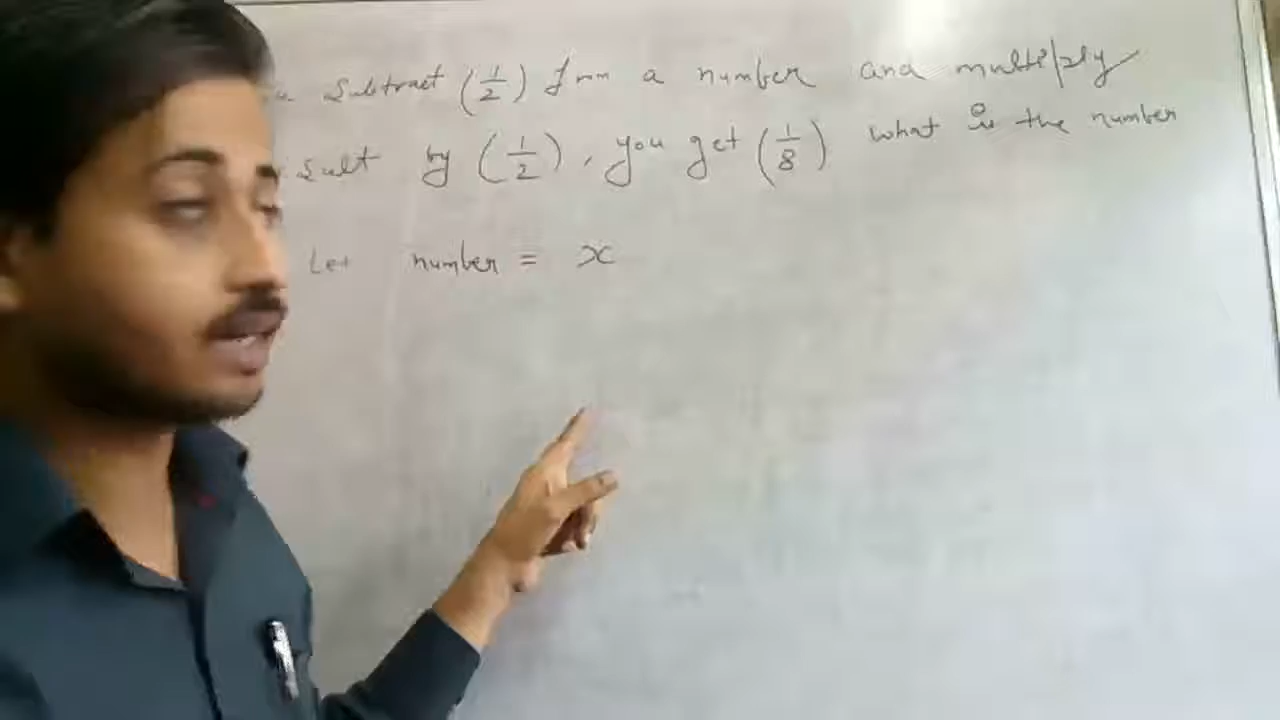 Subtract (1/2) from a number and multiply
sult by (1/2), you get (1/8) what is the number
Let number = x